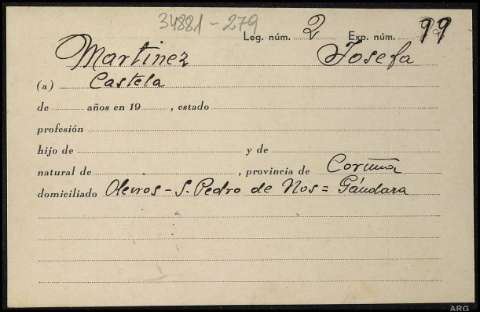 34881-279
Leg. núm. 2 Exp. núm. 99
Martinez Josefa
(a) Castela
de años en 19 , estado
profesión
hijo de y de
natural de , provincia de Coruña
domiciliado Oleiros - S. Pedro de Nos = Gándara
ARG